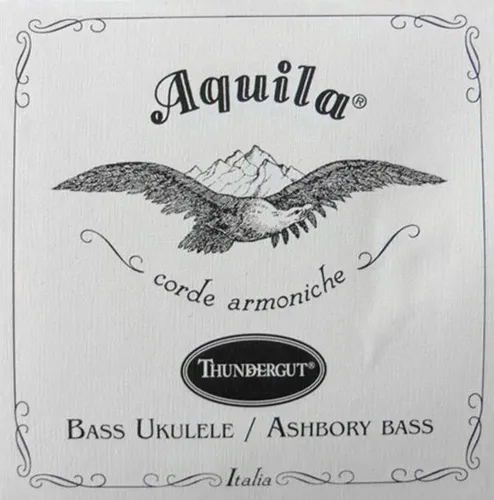 Aquila®
corde armoniche
THUNDERGUT®
BASS UKULELE / ASHBORY BASS
Italia